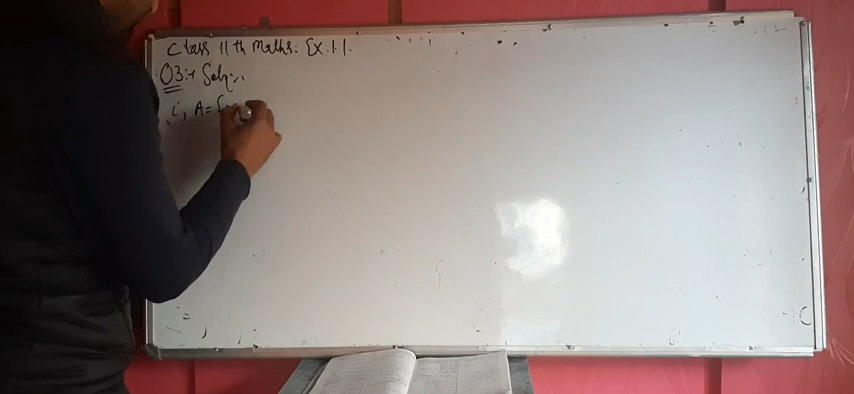 Class 11th Maths: Ex. 1.1.
Q3:→ Soln:.
i, A = {